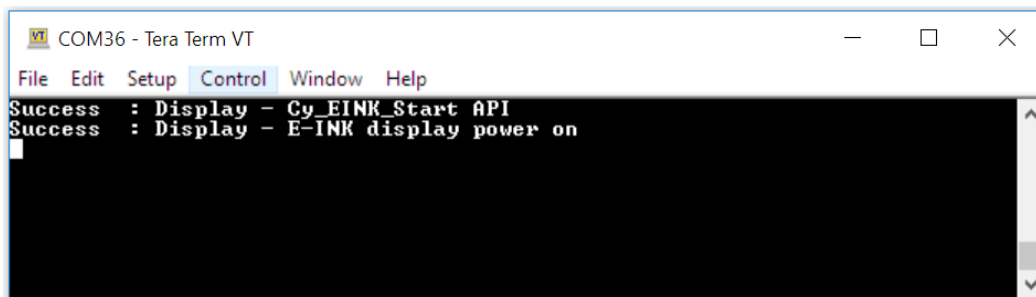 COM36 - Tera Term VT
File Edit Setup Control Window Help
Success : Display - Cy_EINK_Start API
Success : Display - E-INK display power on